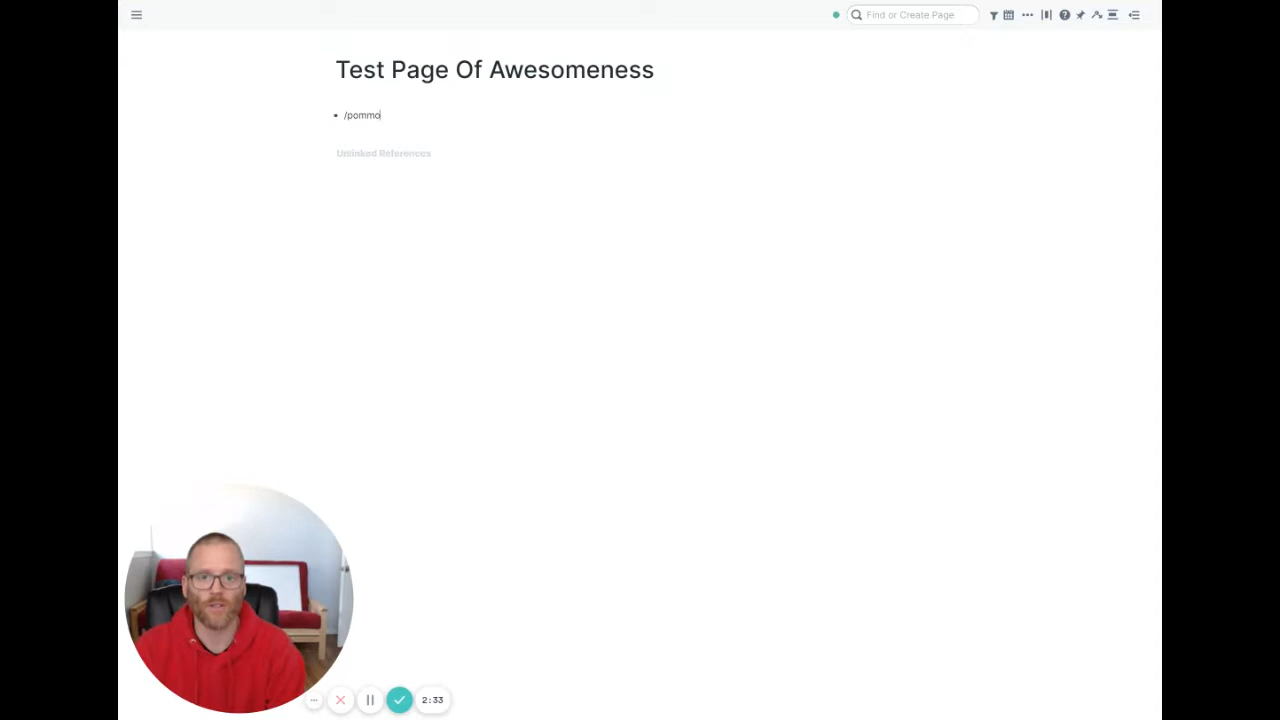 Find or Create Page
Test Page Of Awesomeness
/pommo
Unlinked References
2:33